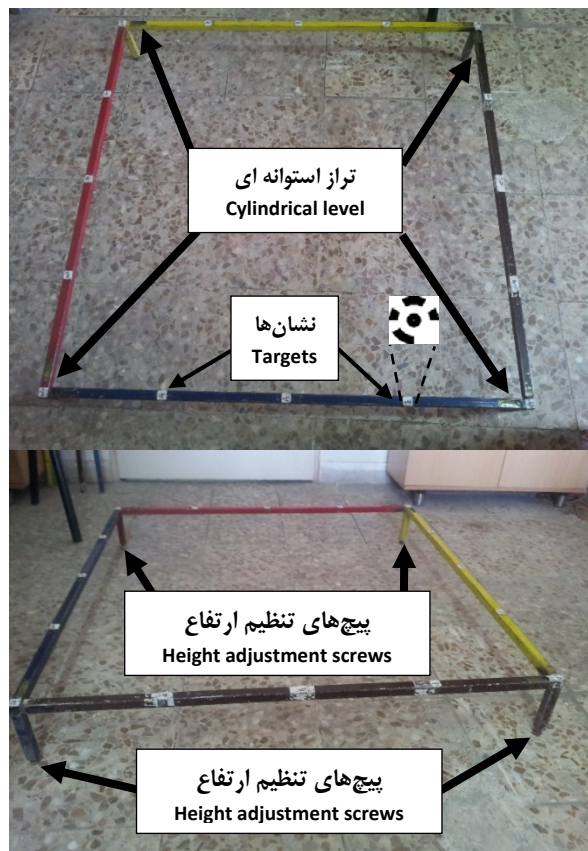 تراز استوانه ای
Cylindrical level
نشان‌ها
Targets
پیچ‌های تنظیم ارتفاع
Height adjustment screws
پیچ‌های تنظیم ارتفاع
Height adjustment screws